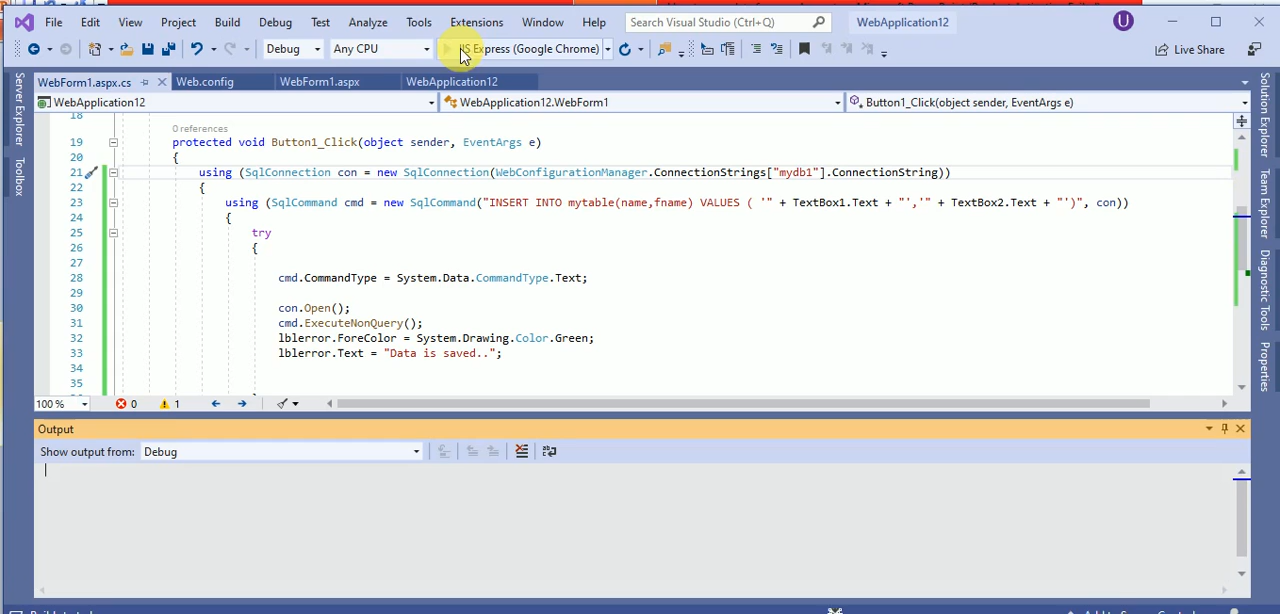 File Edit View Project Build Debug Test Analyze Tools Extensions Window Help Search Visual Studio (Ctrl+Q) WebApplication12 U
Debug Any CPU IIS Express (Google Chrome) Live Share
WebForm1.aspx.cs Web.config WebForm1.aspx WebApplication12
WebApplication12 WebApplication12.WebForm1 Button1_Click(object sender, EventArgs e)
Server Explorer
Toolbox
Solution Explorer
Team Explorer
Diagnostic Tools
Properties
18
0 references
19 protected void Button1_Click(object sender, EventArgs e)
20 {
21 using (SqlConnection con = new SqlConnection(WebConfigurationManager.ConnectionStrings["mydb1"].ConnectionString))
22 {
23 using (SqlCommand cmd = new SqlCommand("INSERT INTO mytable(name,fname) VALUES ( '" + TextBox1.Text + "','" + TextBox2.Text + "')", con))
24 {
25 try
26 {
27
28 cmd.CommandType = System.Data.CommandType.Text;
29
30 con.Open();
31 cmd.ExecuteNonQuery();
32 lblerror.ForeColor = System.Drawing.Color.Green;
33 lblerror.Text = "Data is saved..";
34
35
100 % 0 1
Output
Show output from: Debug